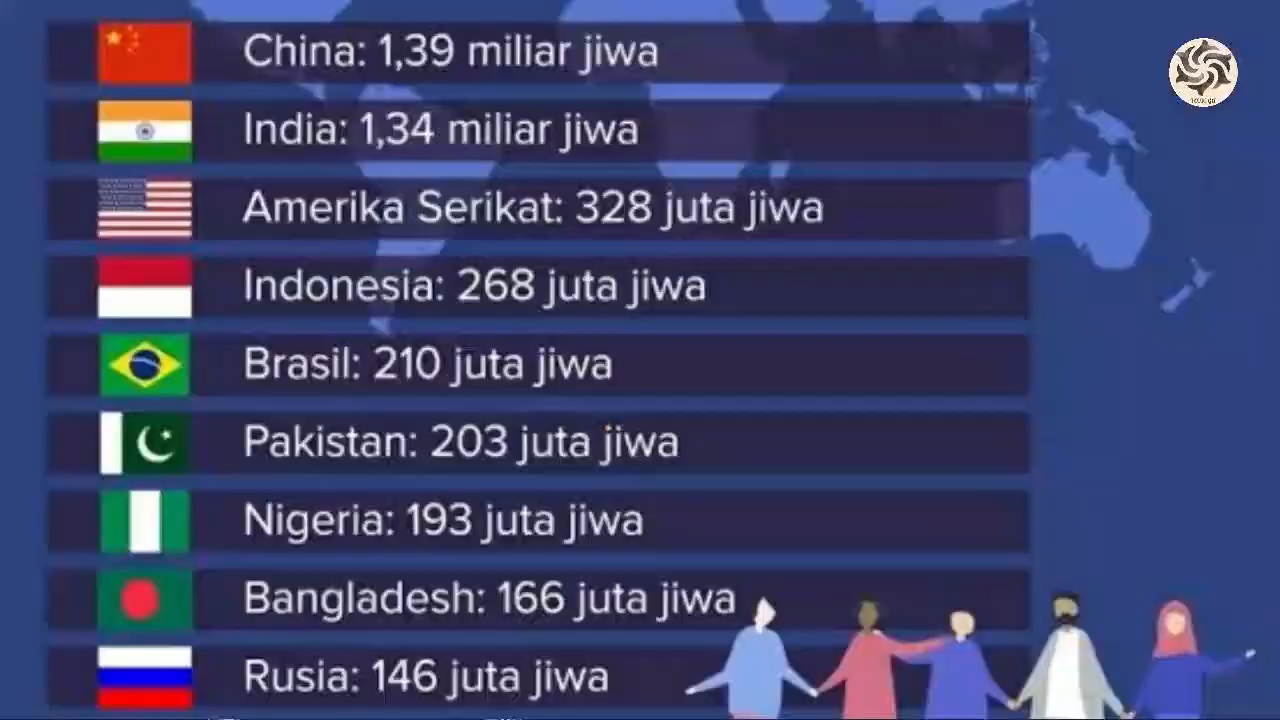 China: 1,39 miliar jiwa
India: 1,34 miliar jiwa
Amerika Serikat: 328 juta jiwa
Indonesia: 268 juta jiwa
Brasil: 210 juta jiwa
Pakistan: 203 juta jiwa
Nigeria: 193 juta jiwa
Bangladesh: 166 juta jiwa
Rusia: 146 juta jiwa